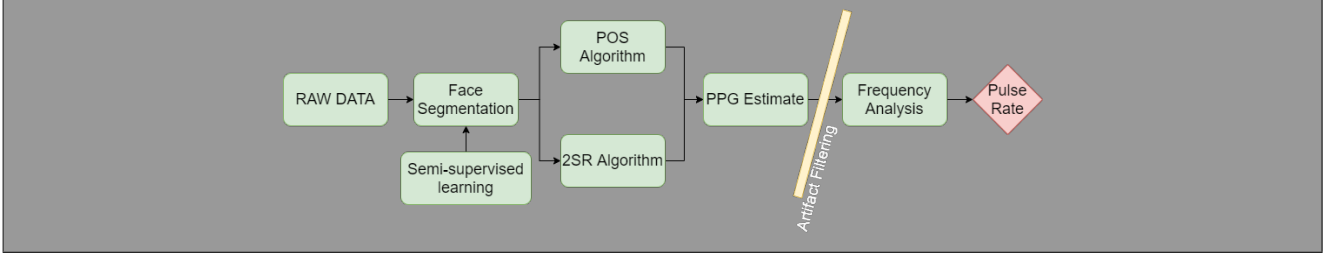 RAW DATA
Face
Segmentation
Semi-supervised
learning
POS
Algorithm
2SR Algorithm
PPG Estimate
Artifact Filtering
Frequency
Analysis
Pulse
Rate